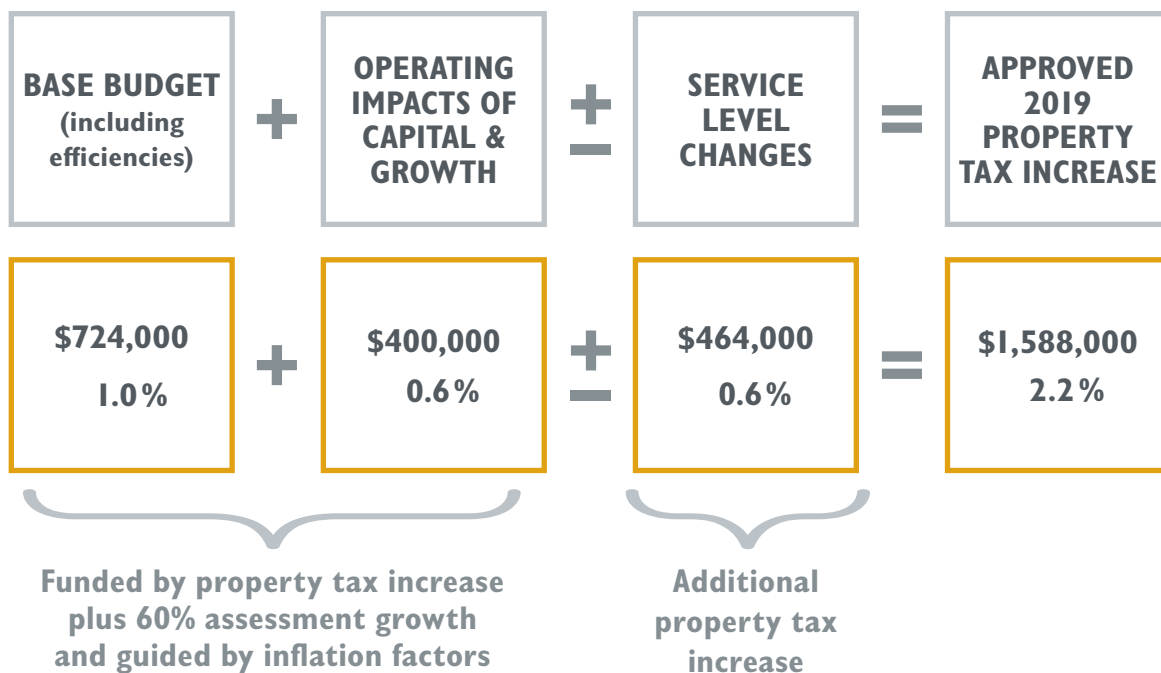 BASE BUDGET
(including
efficiencies)
+
OPERATING
IMPACTS OF
CAPITAL &
GROWTH
±
SERVICE
LEVEL
CHANGES
=
APPROVED
2019
PROPERTY
TAX INCREASE
$724,000
1.0%
+
$400,000
0.6%
±
$464,000
0.6%
=
$1,588,000
2.2%
Funded by property tax increase
plus 60% assessment growth
and guided by inflation factors
Additional
property tax
increase